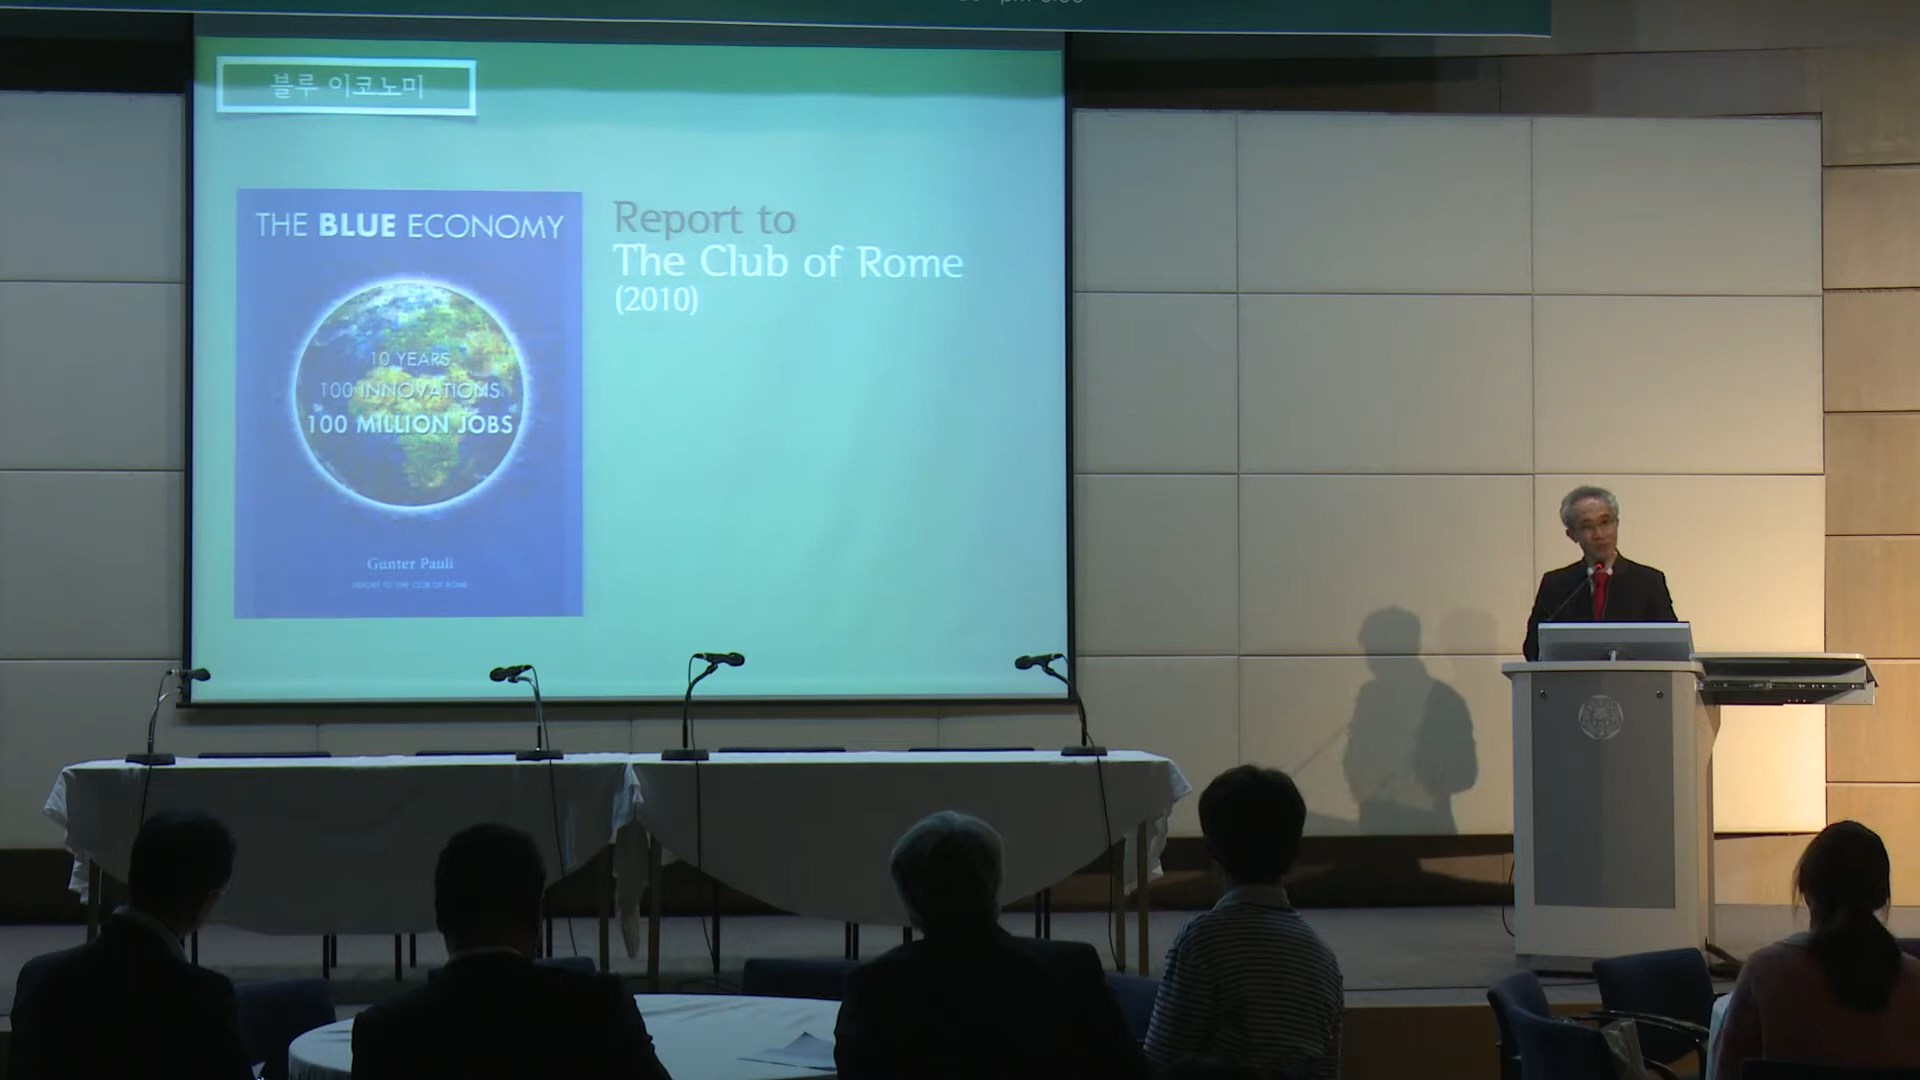 블루 이코노미
THE BLUE ECONOMY
10 YEARS
100 INNOVATIONS
100 MILLION JOBS
Gunter Pauli
REPORT TO THE CLUB OF ROME
Report to
The Club of Rome
(2010)